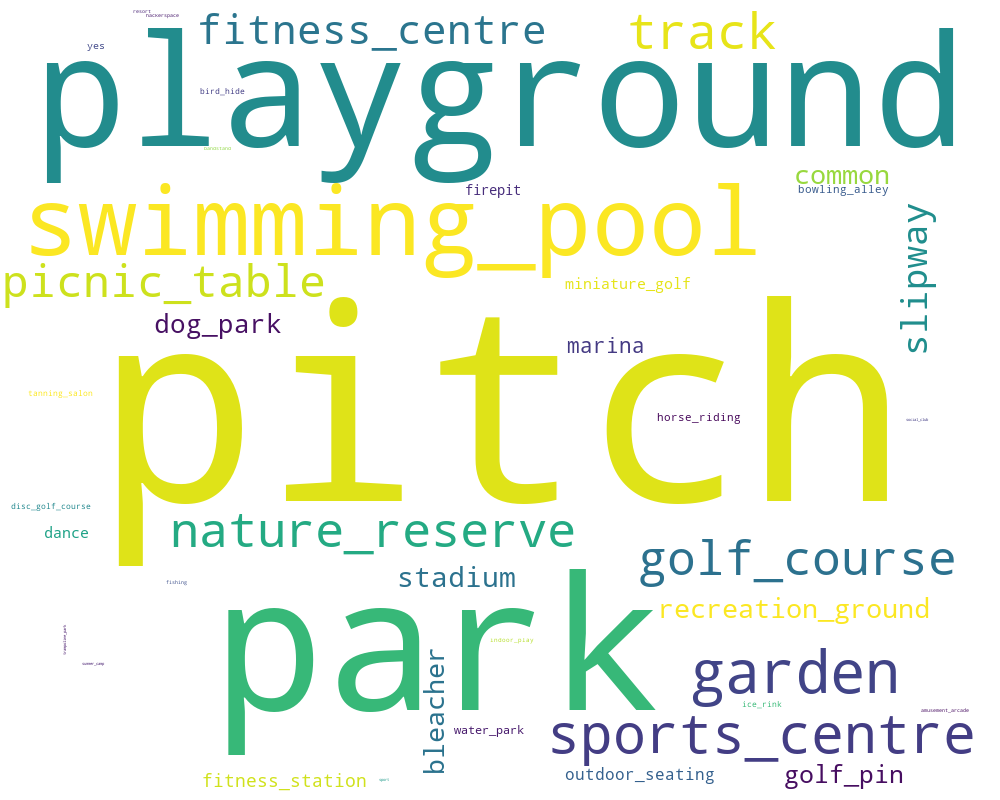 resort
hackerspace
fitness_centre
track
yes
playground
bird_hide
bandstand
common
firepit
bowling_alley
swimming_pool
slipway
picnic_table
miniature_golf
dog_park
marina
pitch
tanning_salon
horse_riding
social_club
disc_golf_course
nature_reserve
dance
golf_course
stadium
fishing
park
recreation_ground
trampoline_park
indoor_play
summer_camp
bleacher
garden
ice_rink
amusement_arcade
water_park
sports_centre
fitness_station
sport
outdoor_seating
golf_pin